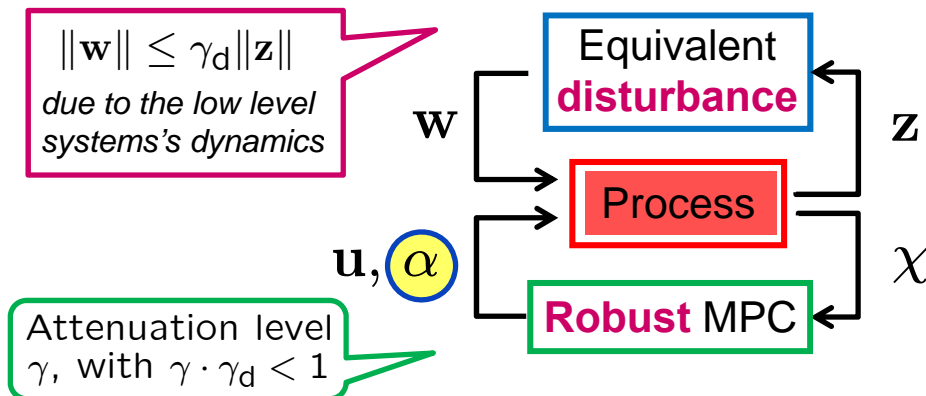 ‖w‖ ≤ γd‖z‖
due to the low level
systems's dynamics
Equivalent
disturbance
w
z
Process
u, α
χ
Robust MPC
Attenuation level
γ, with γ · γd < 1